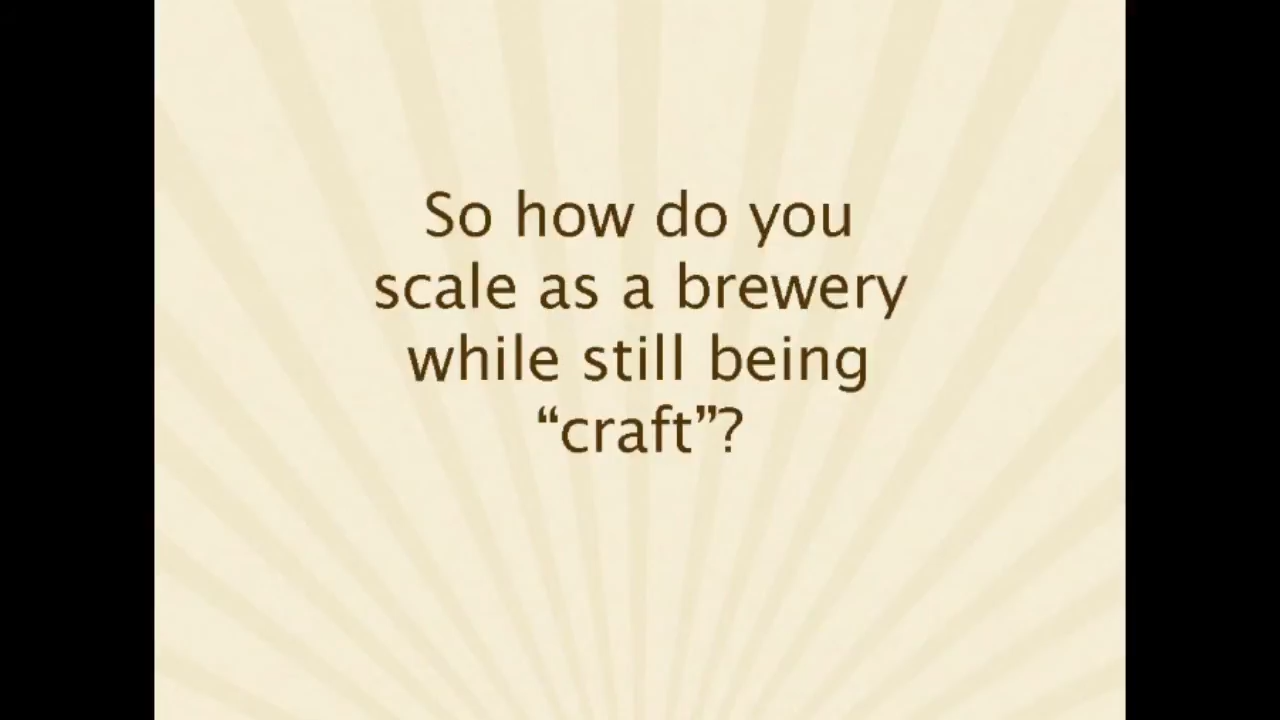 So how do you
scale as a brewery
while still being
“craft”?